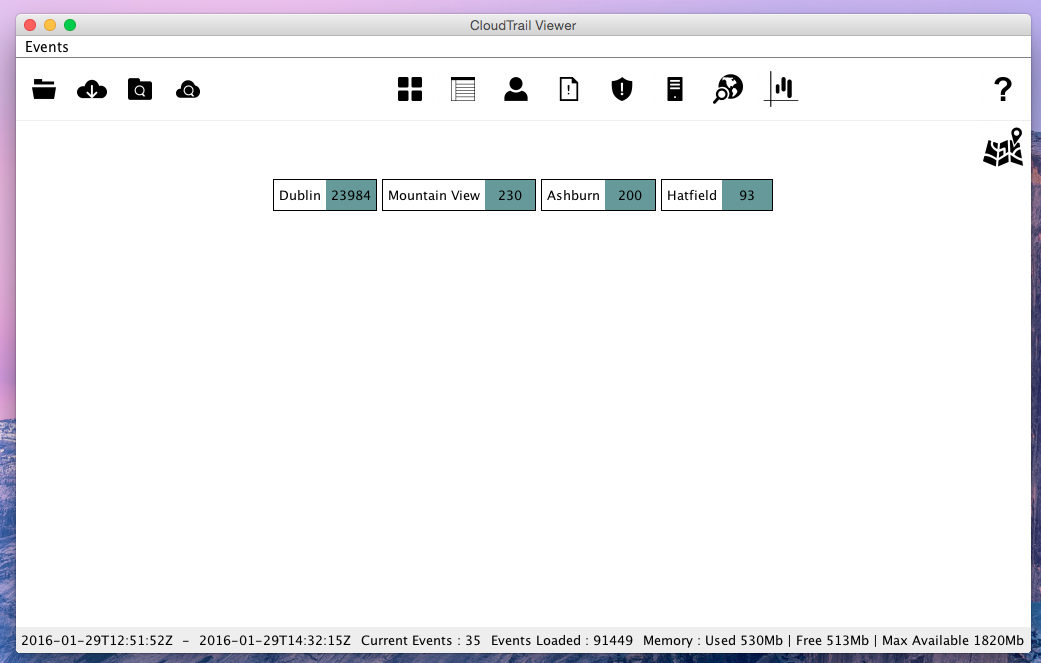 CloudTrail Viewer
Events
?
Dublin 23984 Mountain View 230 Ashburn 200 Hatfield 93
2016-01-29T12:51:52Z - 2016-01-29T14:32:15Z Current Events : 35 Events Loaded : 91449 Memory : Used 530Mb | Free 513Mb | Max Available 1820Mb